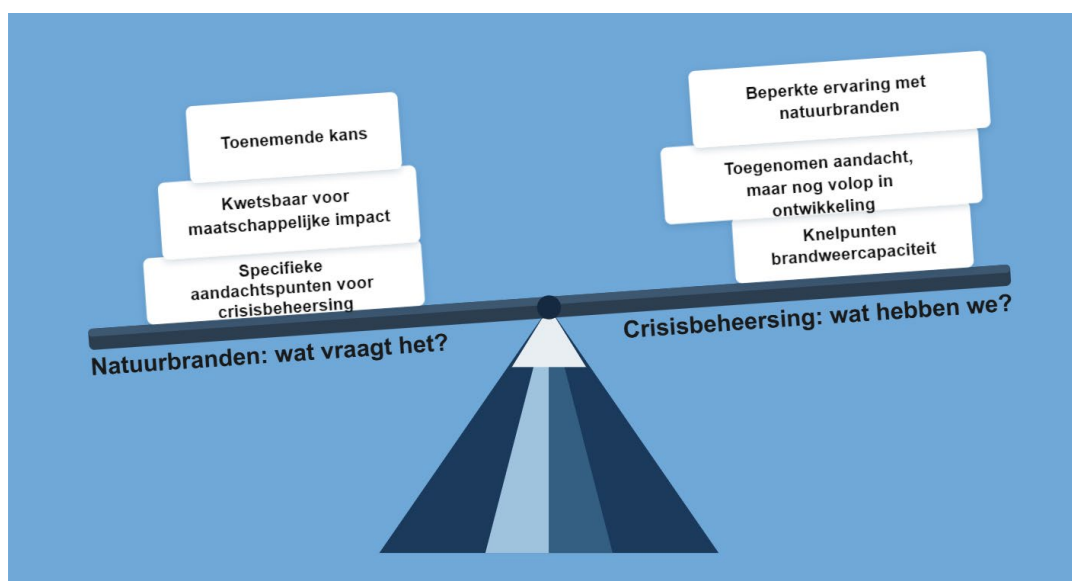 Toenemende kans
Kwetsbaar voor
maatschappelijke impact
Specifieke
aandachtspunten voor
crisisbeheersing
Natuurbranden: wat vraagt het?
Beperkte ervaring met
natuurbranden
Toegenomen aandacht,
maar nog volop in
ontwikkeling
Knelpunten
brandweercapaciteit
Crisisbeheersing: wat hebben we?